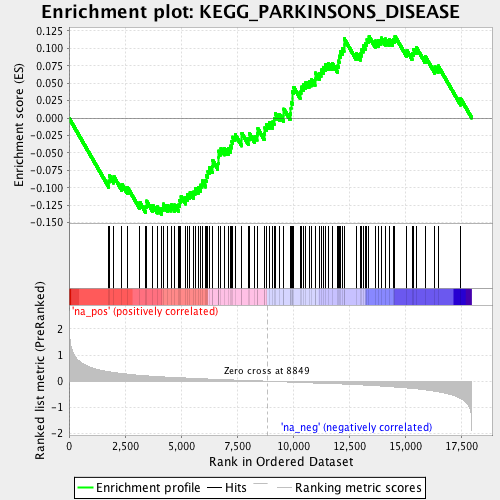 Enrichment plot: KEGG_PARKINSONS_DISEASE
Enrichment score (ES)
0.125
0.100
0.075
0.050
0.025
0.000
-0.025
-0.050
-0.075
-0.100
-0.125
-0.150
'na_pos' (positively correlated)
Ranked list metric (PreRanked)
2
1
0
-1
-2
Zero cross at 8849
'na_neg' (negatively correlated)
0
2,500
5,000
7,500
10,000
12,500
15,000
17,500
Rank in Ordered Dataset
Enrichment profile
Hits
Ranking metric scores